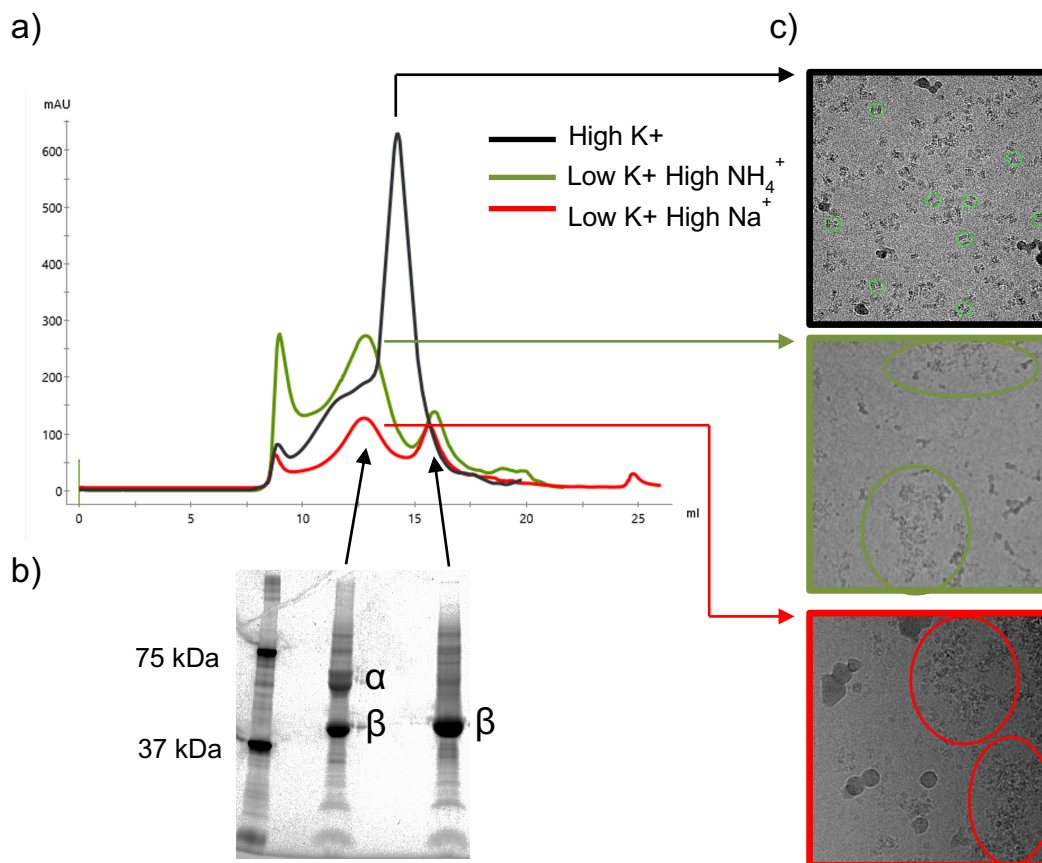 a)
c)
mAU
600
500
400
300
200
100
0
0
5
10
15
20
25
ml
High K+
Low K+ High NH₄⁺
Low K+ High Na⁺
b)
75 kDa
37 kDa
α
β
β